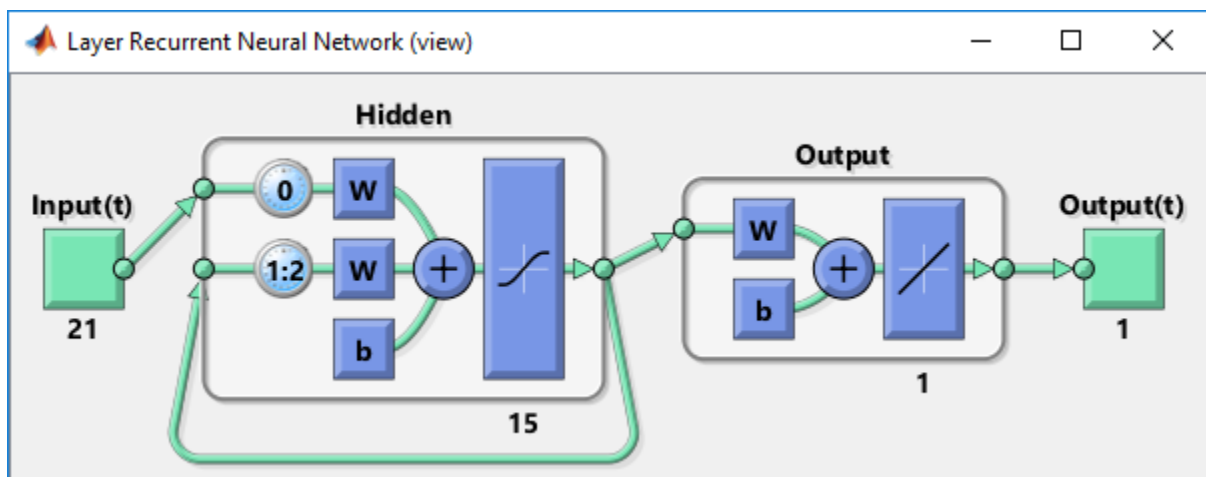 Layer Recurrent Neural Network (view)
Hidden
Output
Input(t)
Output(t)
0
W
1:2
W
b
W
b
21
15
1
1